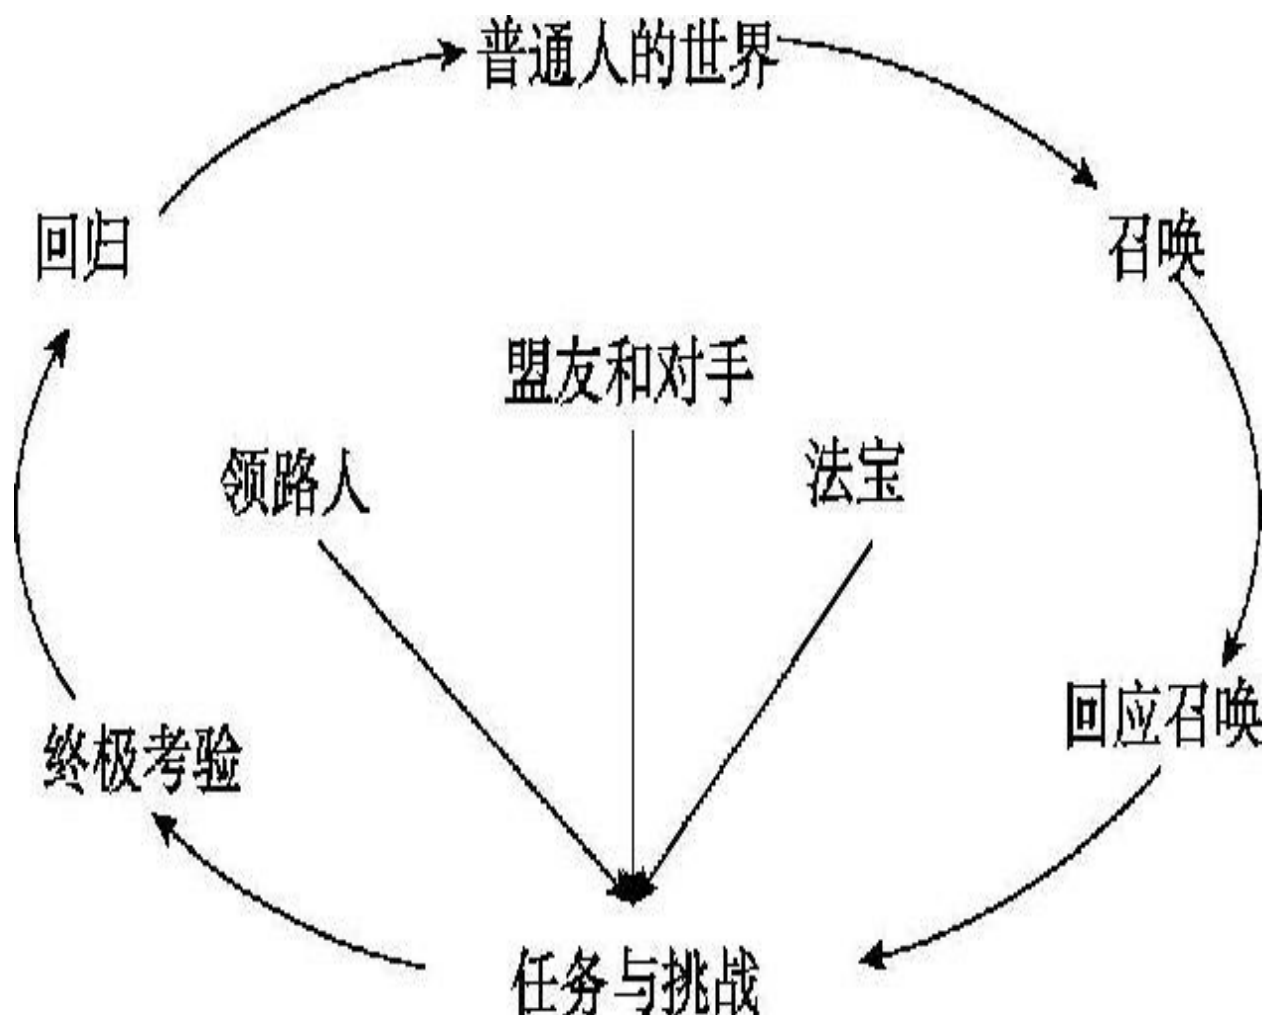 普通人的世界
回归
召唤
盟友和对手
领路人
法宝
回应召唤
终极考验
任务与挑战